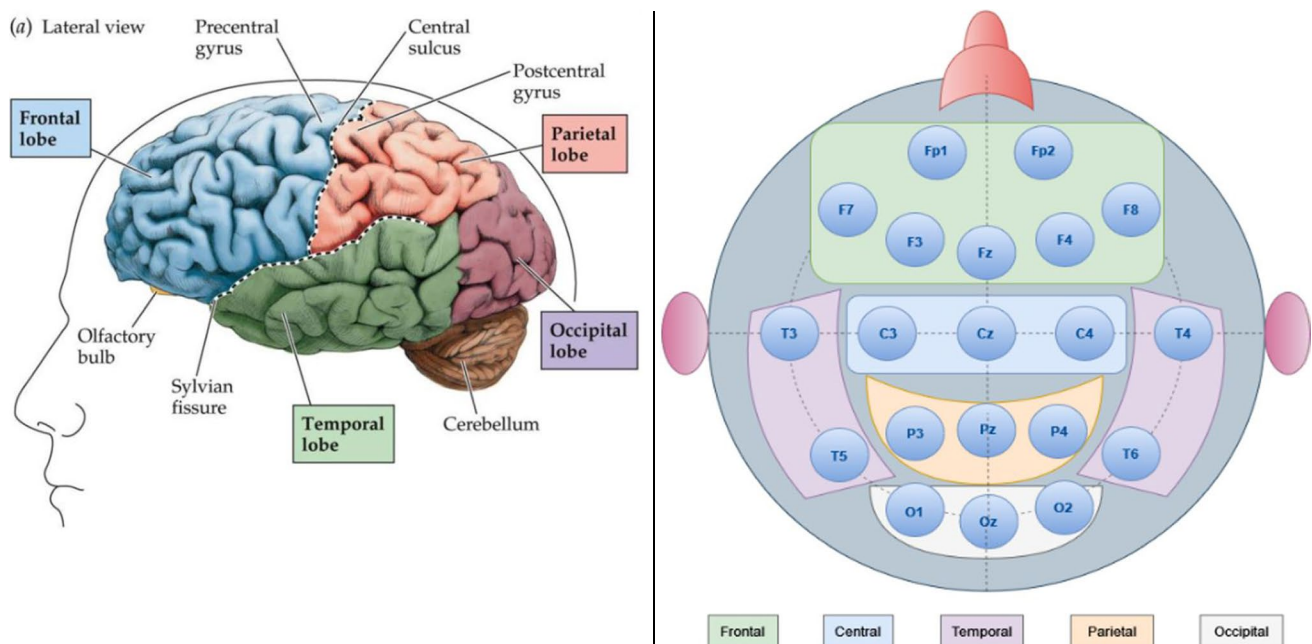 (a) Lateral view
Precentral
gyrus
Central
sulcus
Postcentral
gyrus
Frontal
lobe
Parietal
lobe
Olfactory
bulb
Occipital
lobe
Sylvian
fissure
Temporal
lobe
Cerebellum
Fp1
Fp2
F7
F3
Fz
F4
F8
T3
C3
Cz
C4
T4
T5
P3
Pz
P4
T6
O1
Oz
O2
Frontal
Central
Temporal
Parietal
Occipital